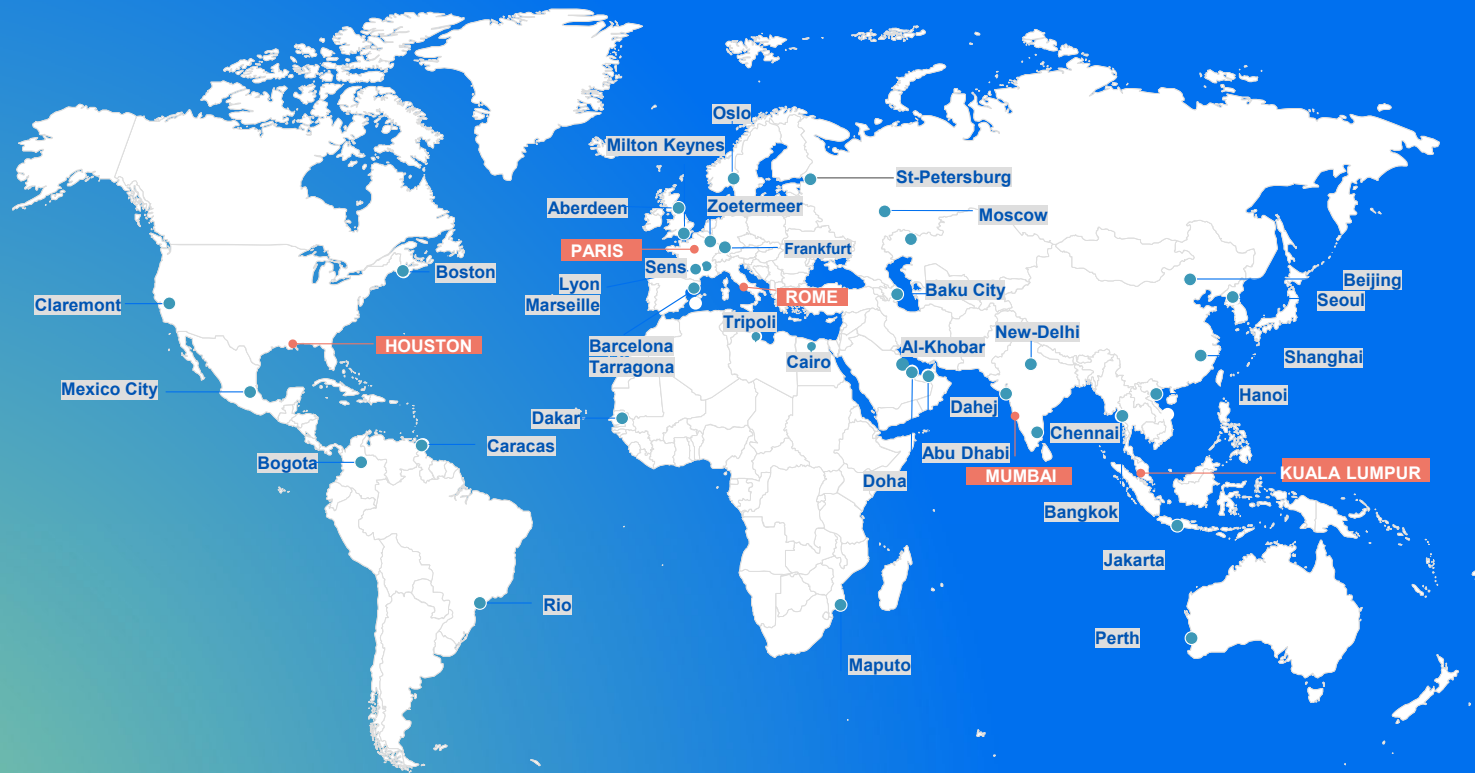 Oslo
Milton Keynes
St-Petersburg
Aberdeen
Zoetermeer
Moscow
PARIS
Frankfurt
Sens
Boston
Lyon
Marseille
Claremont
ROME
Baku City
Beijing
Seoul
Tripoli
New-Delhi
HOUSTON
Barcelona
Tarragona
Cairo
Al-Khobar
Shanghai
Mexico City
Hanoi
Dakar
Dahej
Chennai
Caracas
Abu Dhabi
Bogota
Doha
MUMBAI
KUALA LUMPUR
Bangkok
Jakarta
Rio
Perth
Maputo